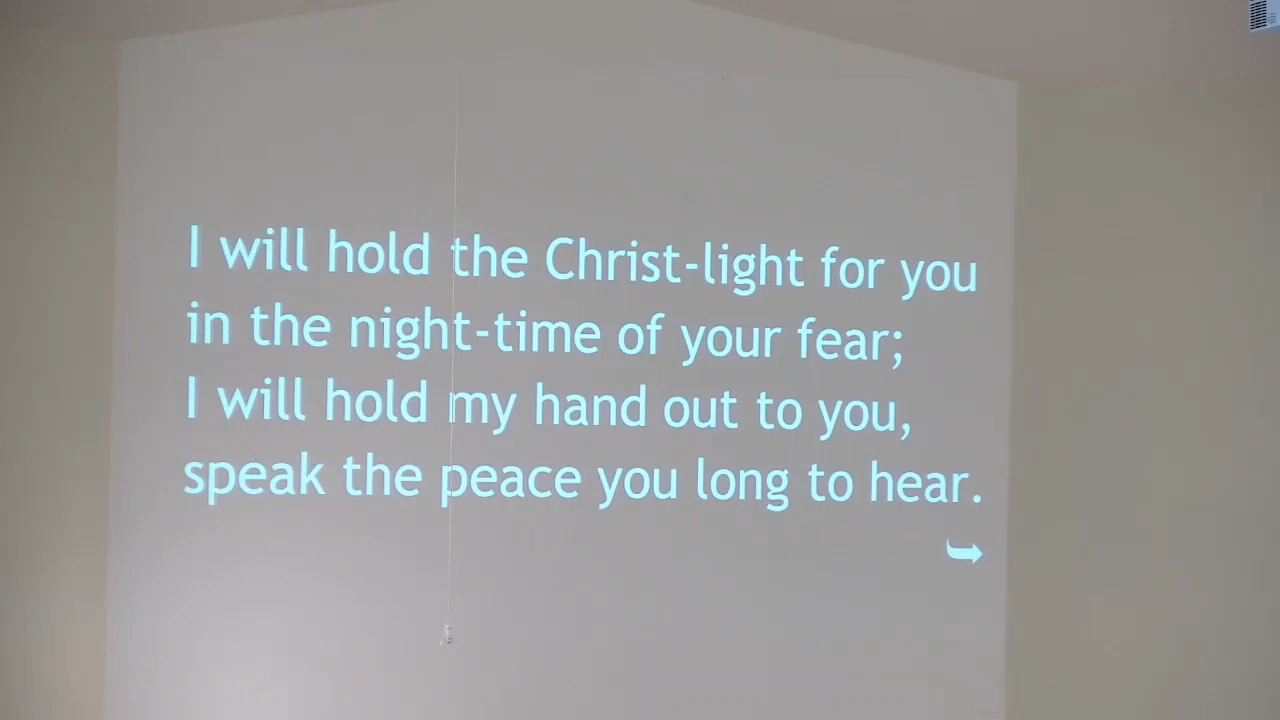 I will hold the Christ-light for you
in the night-time of your fear;
I will hold my hand out to you,
speak the peace you long to hear.